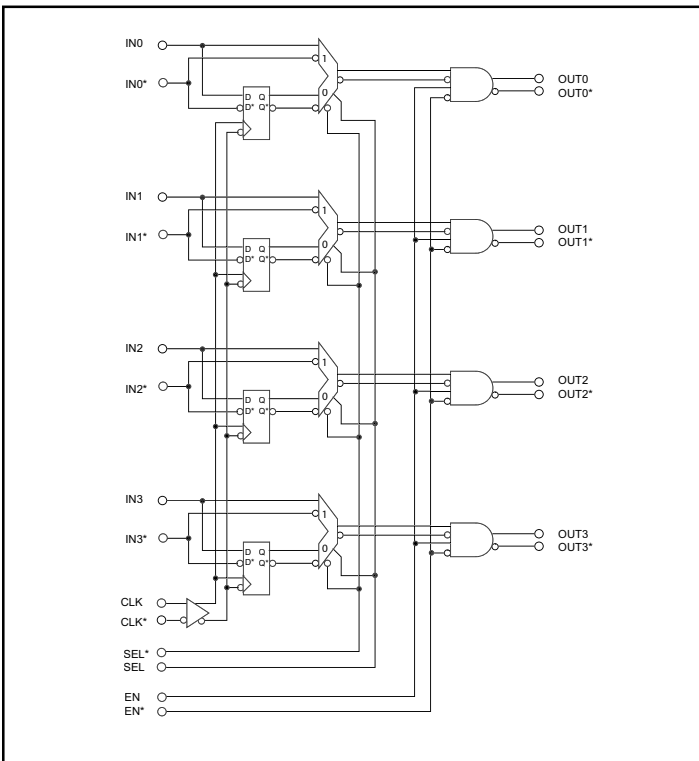 IN0
1
OUT0
IN0*
OUT0*
D Q
0
D* Q*
IN1
1
OUT1
IN1*
OUT1*
D Q
0
D* Q*
IN2
1
OUT2
IN2*
OUT2*
D Q
0
D* Q*
IN3
1
OUT3
IN3*
OUT3*
D Q
0
D* Q*
CLK
CLK*
SEL*
SEL
EN
EN*